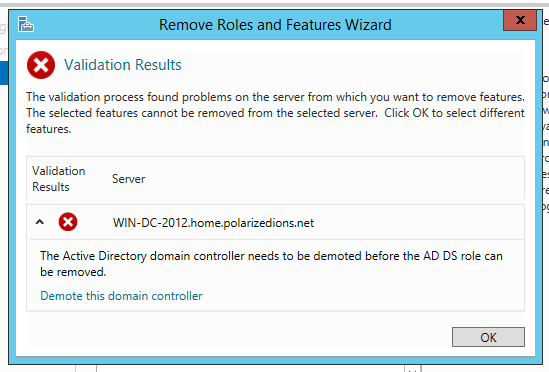 Remove Roles and Features Wizard
x
Validation Results
The validation process found problems on the server from which you want to remove features.
The selected features cannot be removed from the selected server. Click OK to select different
features.
Validation
Results
Server
WIN-DC-2012.home.polarizedions.net
The Active Directory domain controller needs to be demoted before the AD DS role can
be removed.
Demote this domain controller
OK